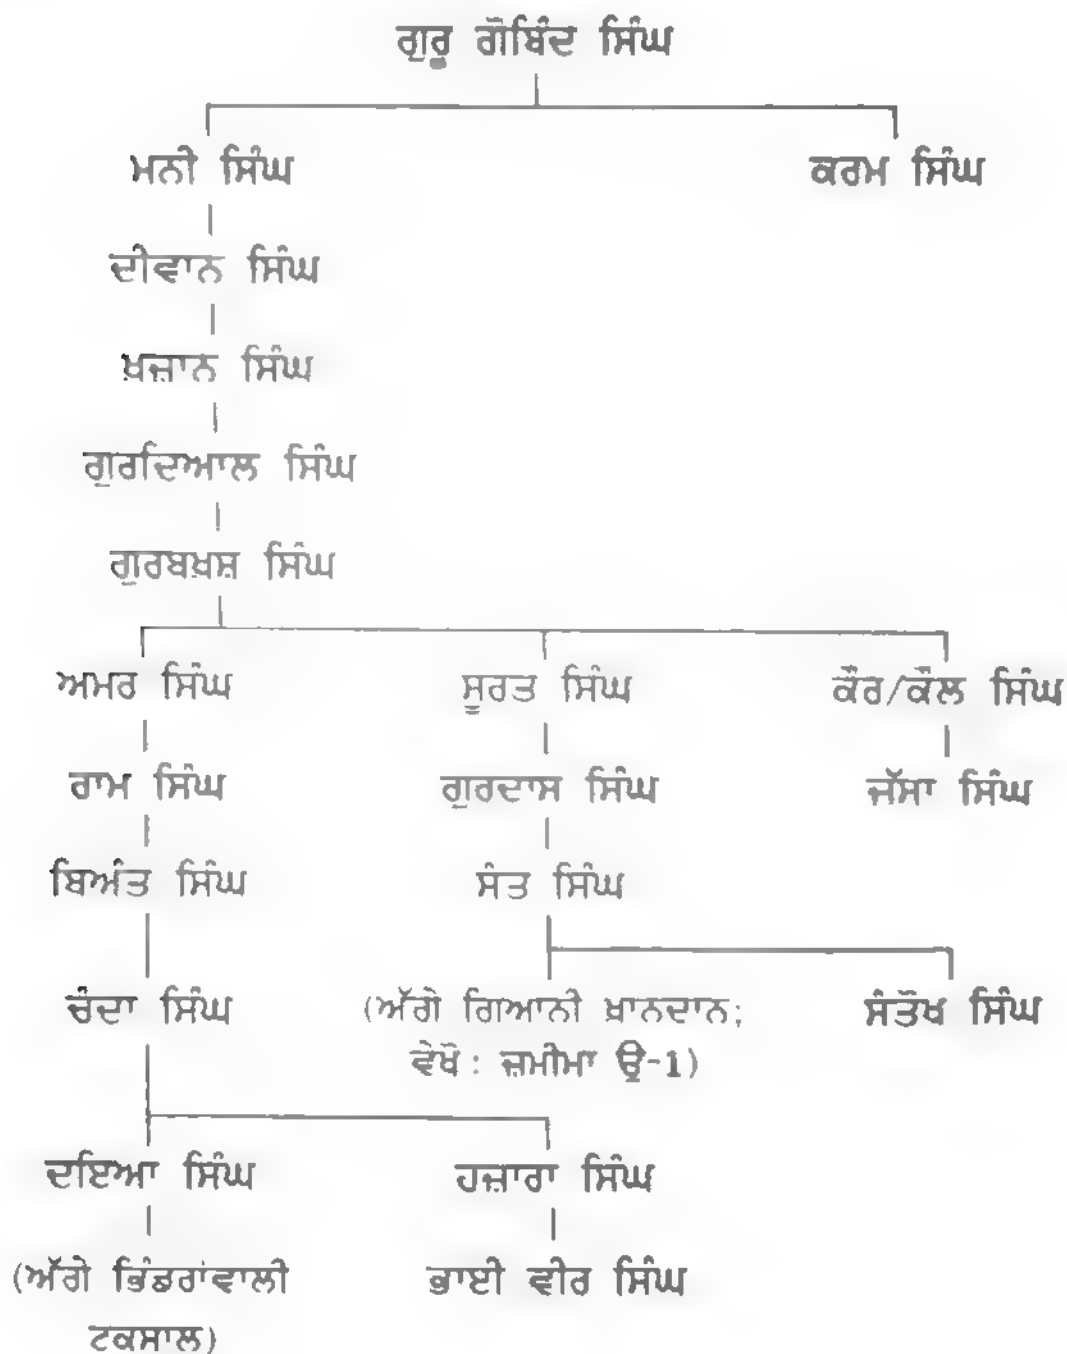 ਗੁਰੂ ਗੋਬਿੰਦ ਸਿੰਘ
ਮਨੀ ਸਿੰਘ ਕਰਮ ਸਿੰਘ
ਦੀਵਾਨ ਸਿੰਘ
ਖ਼ਜ਼ਾਨ ਸਿੰਘ
ਗੁਰਦਿਆਲ ਸਿੰਘ
ਗੁਰਬਖ਼ਸ਼ ਸਿੰਘ
ਅਮਰ ਸਿੰਘ ਸੂਰਤ ਸਿੰਘ ਕੌਰ/ਕੌਲ ਸਿੰਘ
ਰਾਮ ਸਿੰਘ ਗੁਰਦਾਸ ਸਿੰਘ ਜੱਸਾ ਸਿੰਘ
ਬਿਅੰਤ ਸਿੰਘ ਸੰਤ ਸਿੰਘ
ਚੰਦਾ ਸਿੰਘ (ਅੱਗੇ ਗਿਆਨੀ ਖ਼ਾਨਦਾਨ; ਸੰਤੋਖ ਸਿੰਘ
ਵੇਖੋ : ਜ਼ਮੀਮਾ ਉ-1)
ਦਇਆ ਸਿੰਘ ਹਜ਼ਾਰਾ ਸਿੰਘ
(ਅੱਗੇ ਭਿੰਡਰਾਂਵਾਲੀ ਭਾਈ ਵੀਰ ਸਿੰਘ
ਟਕਸਾਲ)